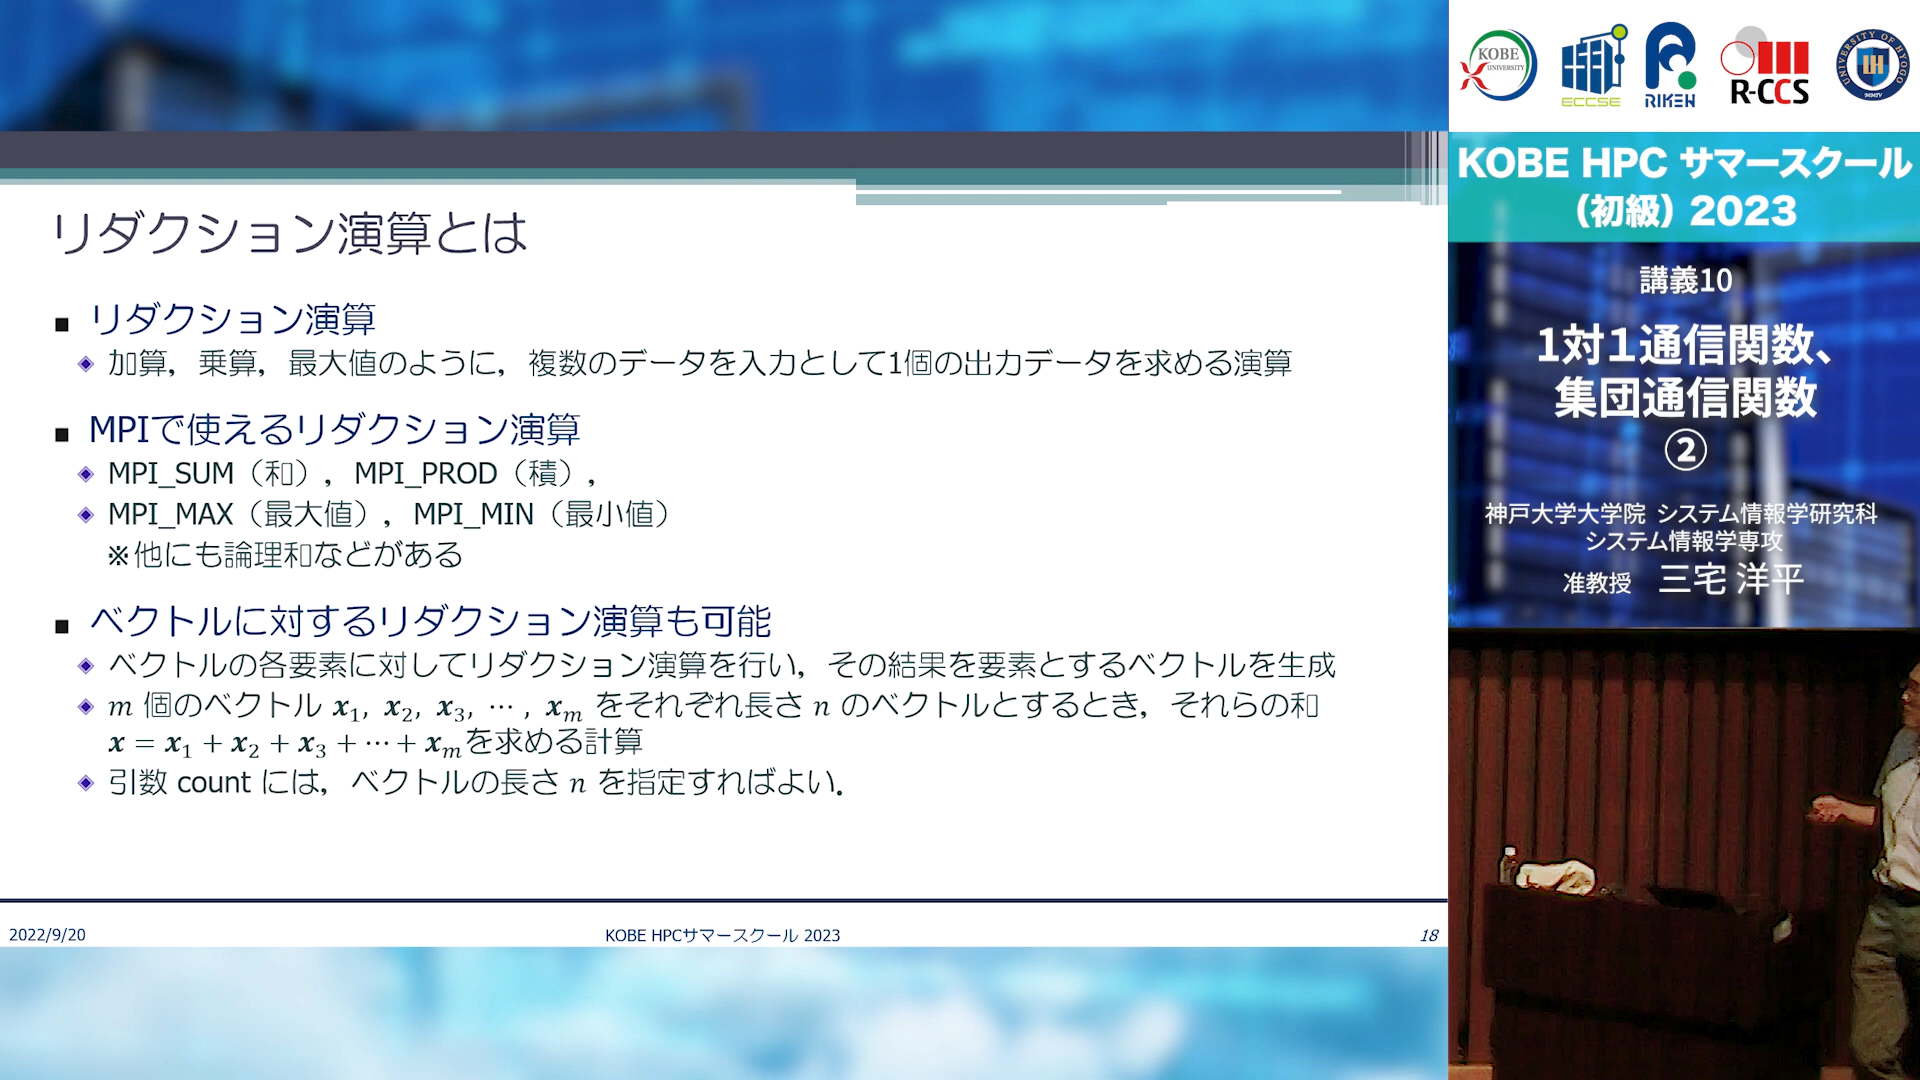 リダクション演算とは
■ リダクション演算
◈ 加算，乗算，最大値のように，複数のデータを入力として1個の出力データを求める演算
■ MPIで使えるリダクション演算
◈ MPI_SUM（和），MPI_PROD（積），
◈ MPI_MAX（最大値），MPI_MIN（最小値）
※他にも論理和などがある
■ ベクトルに対するリダクション演算も可能
◈ ベクトルの各要素に対してリダクション演算を行い，その結果を要素とするベクトルを生成
◈ m 個のベクトル x₁, x₂, x₃, ⋯ , xₘ をそれぞれ長さ n のベクトルとするとき，それらの和
x = x₁ + x₂ + x₃ + ⋯ + xₘを求める計算
◈ 引数 count には，ベクトルの長さ n を指定すればよい．
2022/9/20
KOBE HPCサマースクール 2023
18
KOBE UNIVERSITY
ECCSE
RIKEN
R-CCS
UNIVERSITY OF HYOGO
KOBE HPC サマースクール
（初級）2023
講義10
1対1通信関数、
集団通信関数
②
神戸大学大学院 システム情報学研究科
システム情報学専攻
准教授 三宅 洋平